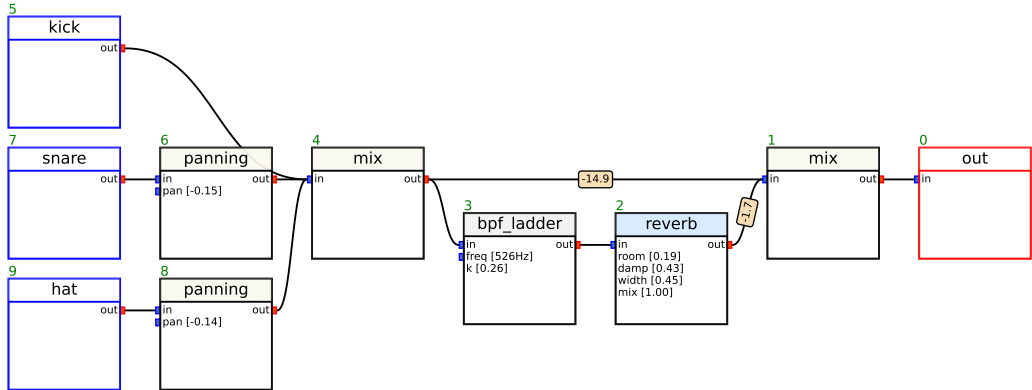 5
kick
out
7
snare
out
6
panning
in out
pan [-0.15]
4
mix
in out
-14.9
1
mix
in out
0
out
in
3
bpf_ladder
in out
freq [526Hz]
k [0.26]
2
reverb
in out
room [0.19]
damp [0.43]
width [0.45]
mix [1.00]
-1.7
9
hat
out
8
panning
in out
pan [-0.14]